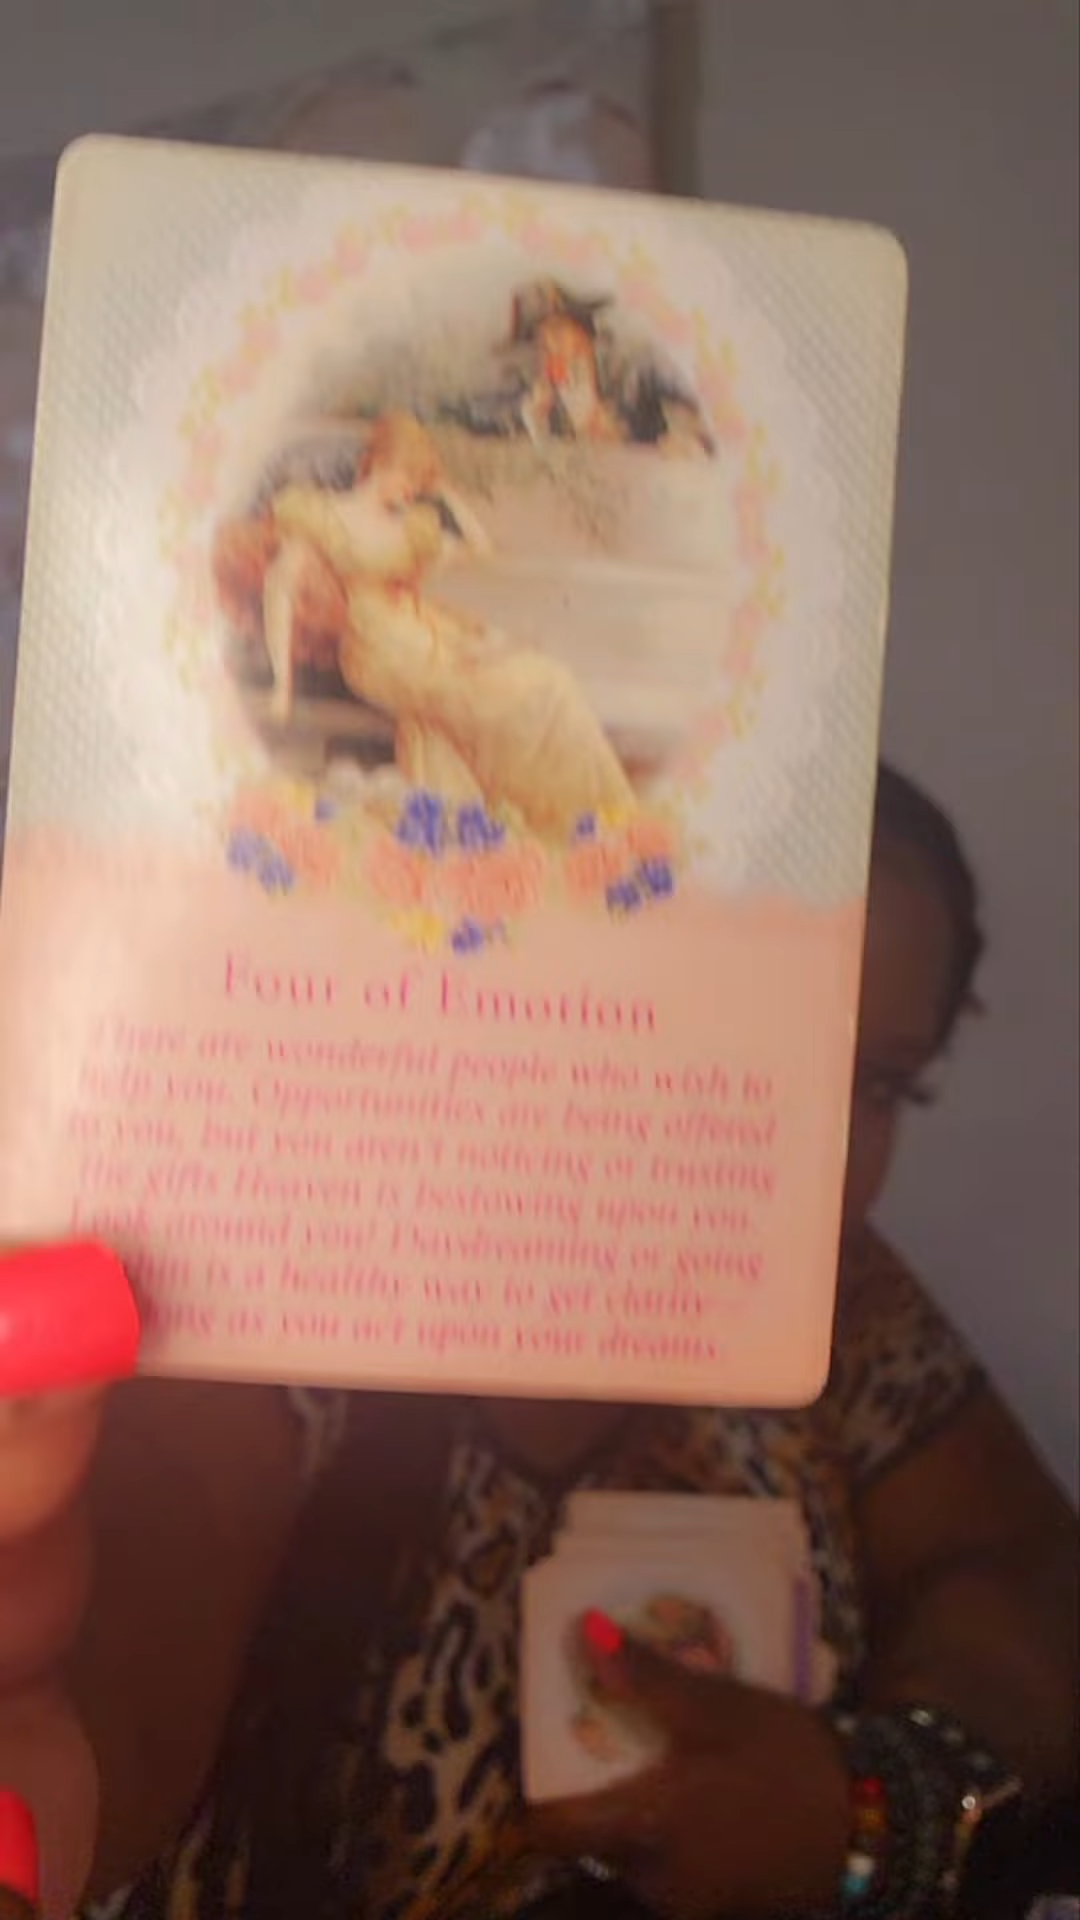 Four of Emotion
There are wonderful people who wish to
help you. Opportunities are being offered
to you, but you aren't noticing or trusting
the gifts Heaven is bestowing upon you.
Look around you! Daydreaming or going
is a healthy way to get clarity—
as you act upon your dreams.